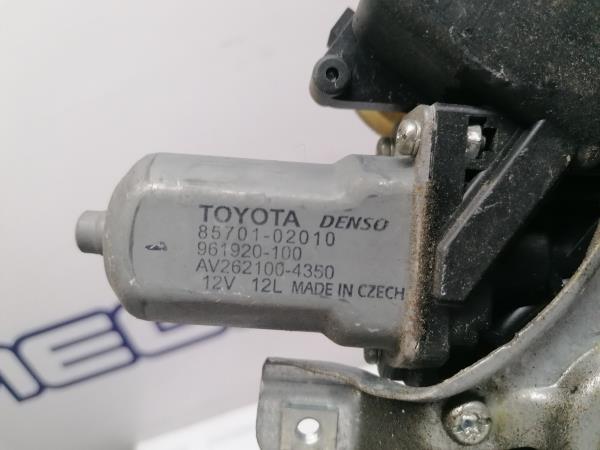 TOYOTA DENSO
85701-02010
961920-100
AV262100-4350
12V 12L MADE IN CZECH